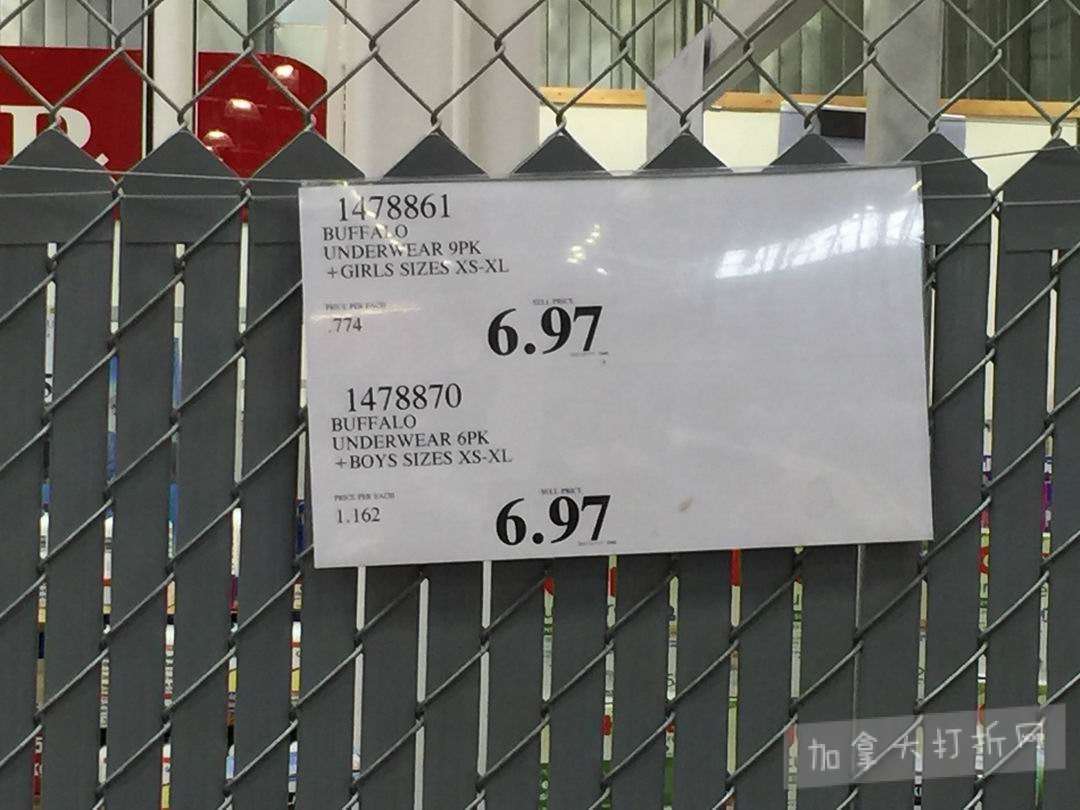 R.
1478861
BUFFALO
UNDERWEAR 9PK
+GIRLS SIZES XS-XL
PRICE PER EACH
.774
SELL PRICE
6.97
1478870
BUFFALO
UNDERWEAR 6PK
+BOYS SIZES XS-XL
PRICE PER EACH
1.162
SELL PRICE
6.97
加拿大打折网